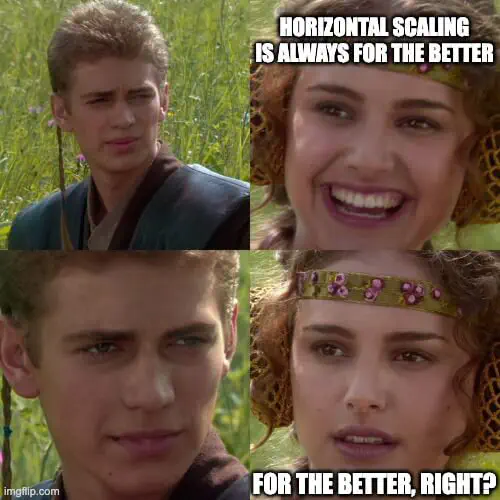 HORIZONTAL SCALING
IS ALWAYS FOR THE BETTER
FOR THE BETTER, RIGHT?
imgflip.com